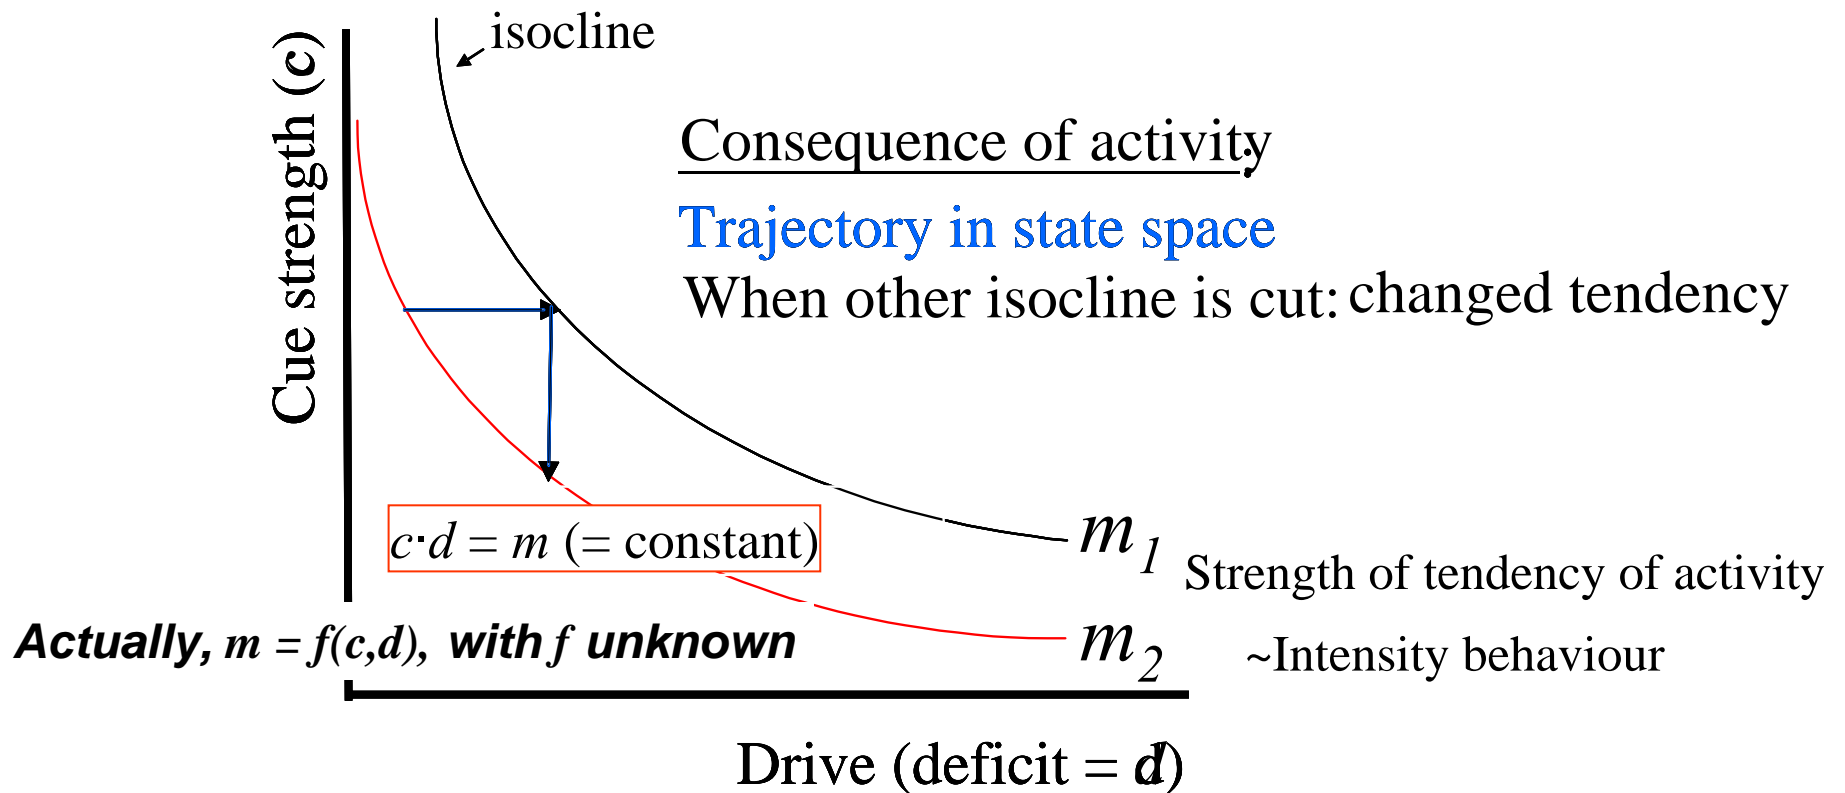 isocline
Cue strength (c)
Consequence of activity:
Trajectory in state space
When other isocline is cut: changed tendency
c·d = m (= constant)
m1
Strength of tendency of activity
Actually, m = f(c,d), with f unknown
m2
~Intensity behaviour
Drive (deficit = d)